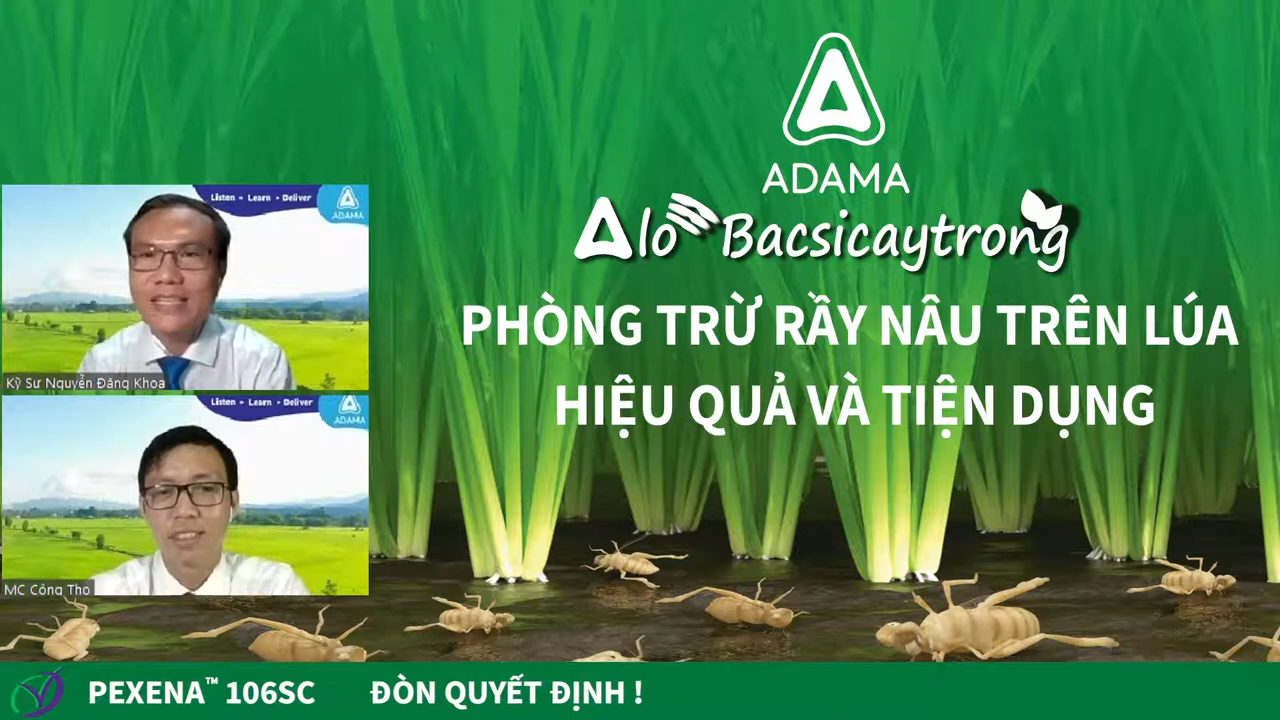 ADAMA
Alo Bacsicaytrong
PHÒNG TRỪ RẦY NÂU TRÊN LÚA
HIỆU QUẢ VÀ TIỆN DỤNG
Listen > Learn > Deliver
ADAMA
Kỹ Sư Nguyễn Đăng Khoa
Listen > Learn > Deliver
ADAMA
MC Công Tho
PEXENA™ 106SC ĐÒN QUYẾT ĐỊNH !